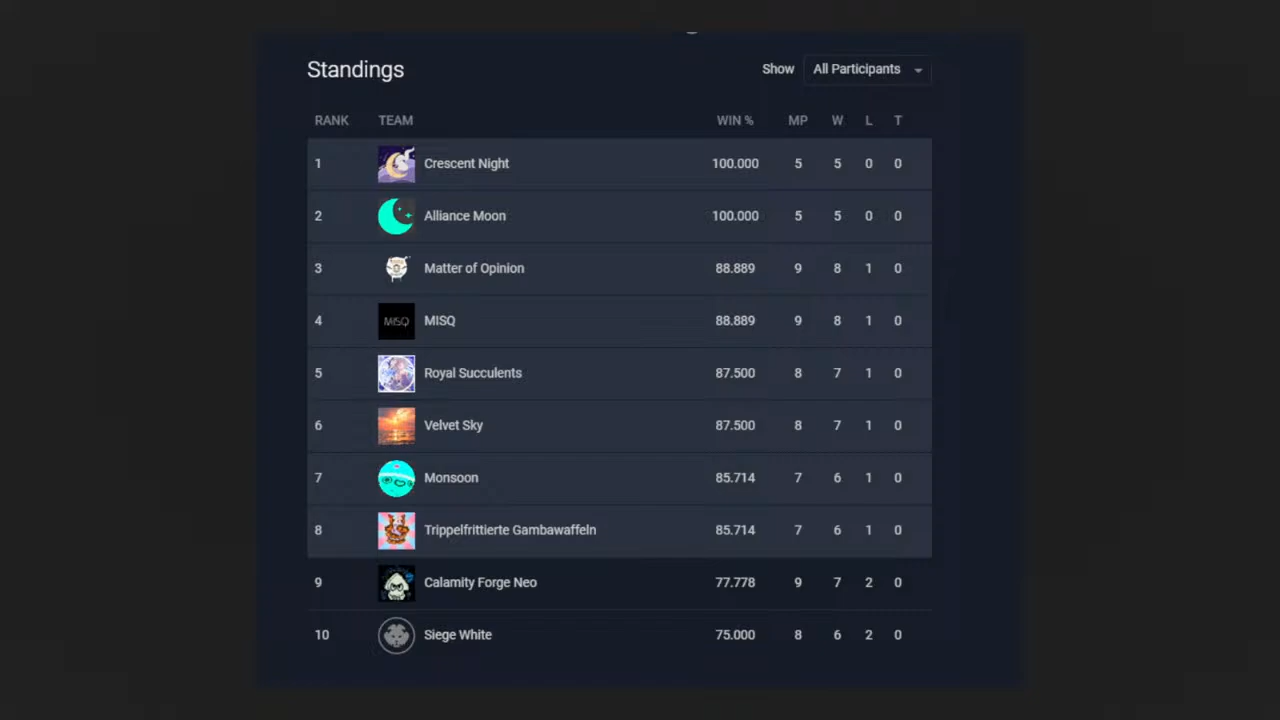 Standings
Show All Participants
RANK TEAM WIN % MP W L T
1 Crescent Night 100.000 5 5 0 0
2 Alliance Moon 100.000 5 5 0 0
3 Matter of Opinion 88.889 9 8 1 0
4 MISQ MISQ 88.889 9 8 1 0
5 Royal Succulents 87.500 8 7 1 0
6 Velvet Sky 87.500 8 7 1 0
7 Monsoon 85.714 7 6 1 0
8 Trippelfrittierte Gambawaffeln 85.714 7 6 1 0
9 Calamity Forge Neo 77.778 9 7 2 0
10 Siege White 75.000 8 6 2 0